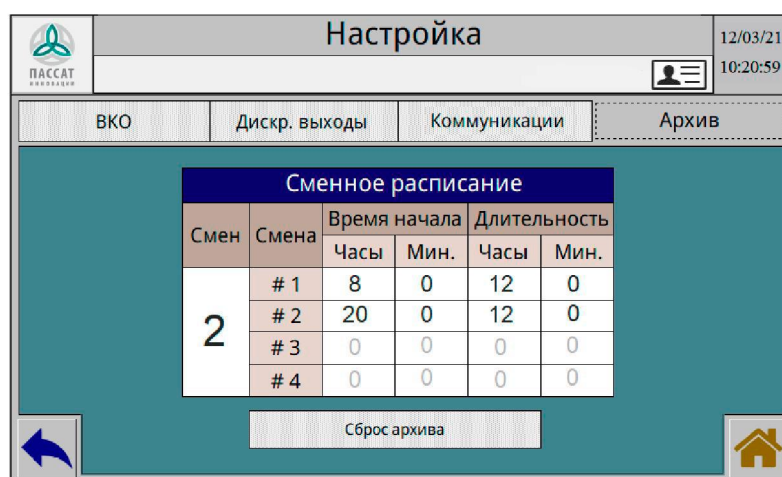 Настройка
12/03/21
ПАССАТ
ИННОВАЦИИ
10:20:59
ВКО Дискр. выходы Коммуникации Архив
Сменное расписание
Смен Смена Время начала Длительность
Часы Мин. Часы Мин.
2
# 1 8 0 12 0
# 2 20 0 12 0
# 3 0 0 0 0
# 4 0 0 0 0
Сброс архива